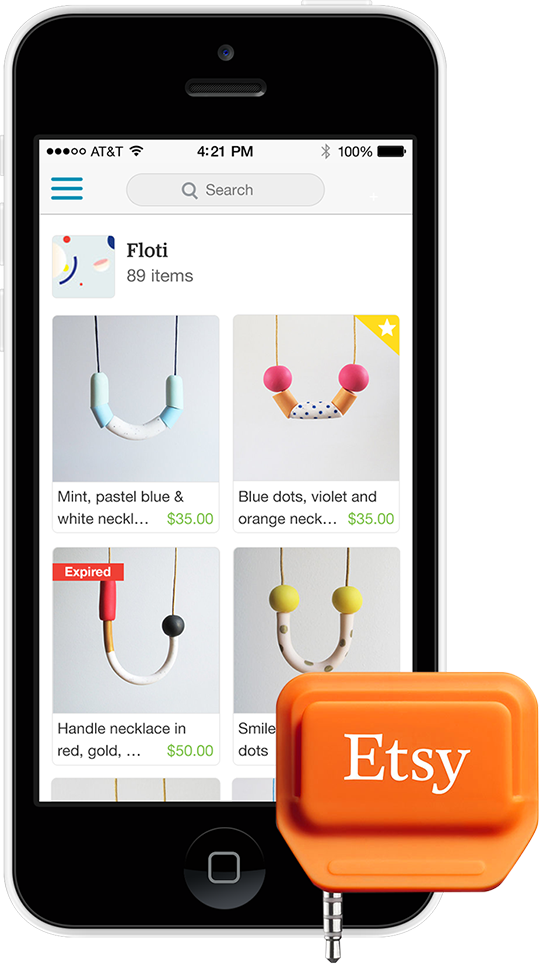 AT&T 4:21 PM 100%
Search
Floti
89 items
Mint, pastel blue &
white neckl… $35.00
Blue dots, violet and
orange neck… $35.00
Expired
Handle necklace in
red, gold, … $50.00
Smile
dots
Etsy